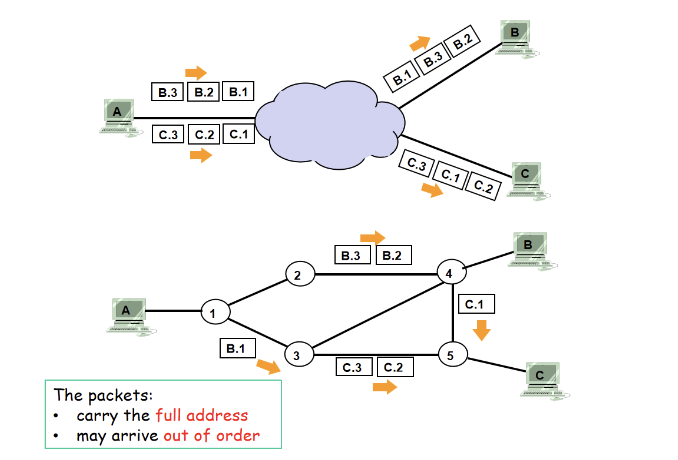 B
B.1 B.3 B.2
B.3 B.2 B.1
A
C.3 C.2 C.1
C.3 C.1 C.2
C
B
B.3 B.2
2
4
A
1
C.1
B.1
3
5
C.3 C.2
C
The packets:
• carry the full address
• may arrive out of order